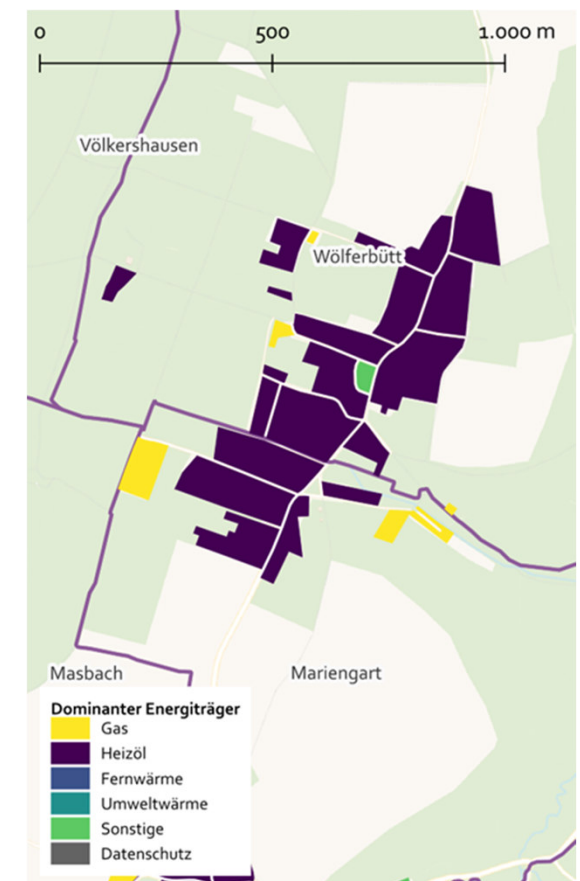 0 500 1.000 m
Völkershausen
Wölferbütt
Masbach
Mariengart
Dominanter Energiträger
Gas
Heizöl
Fernwärme
Umweltwärme
Sonstige
Datenschutz